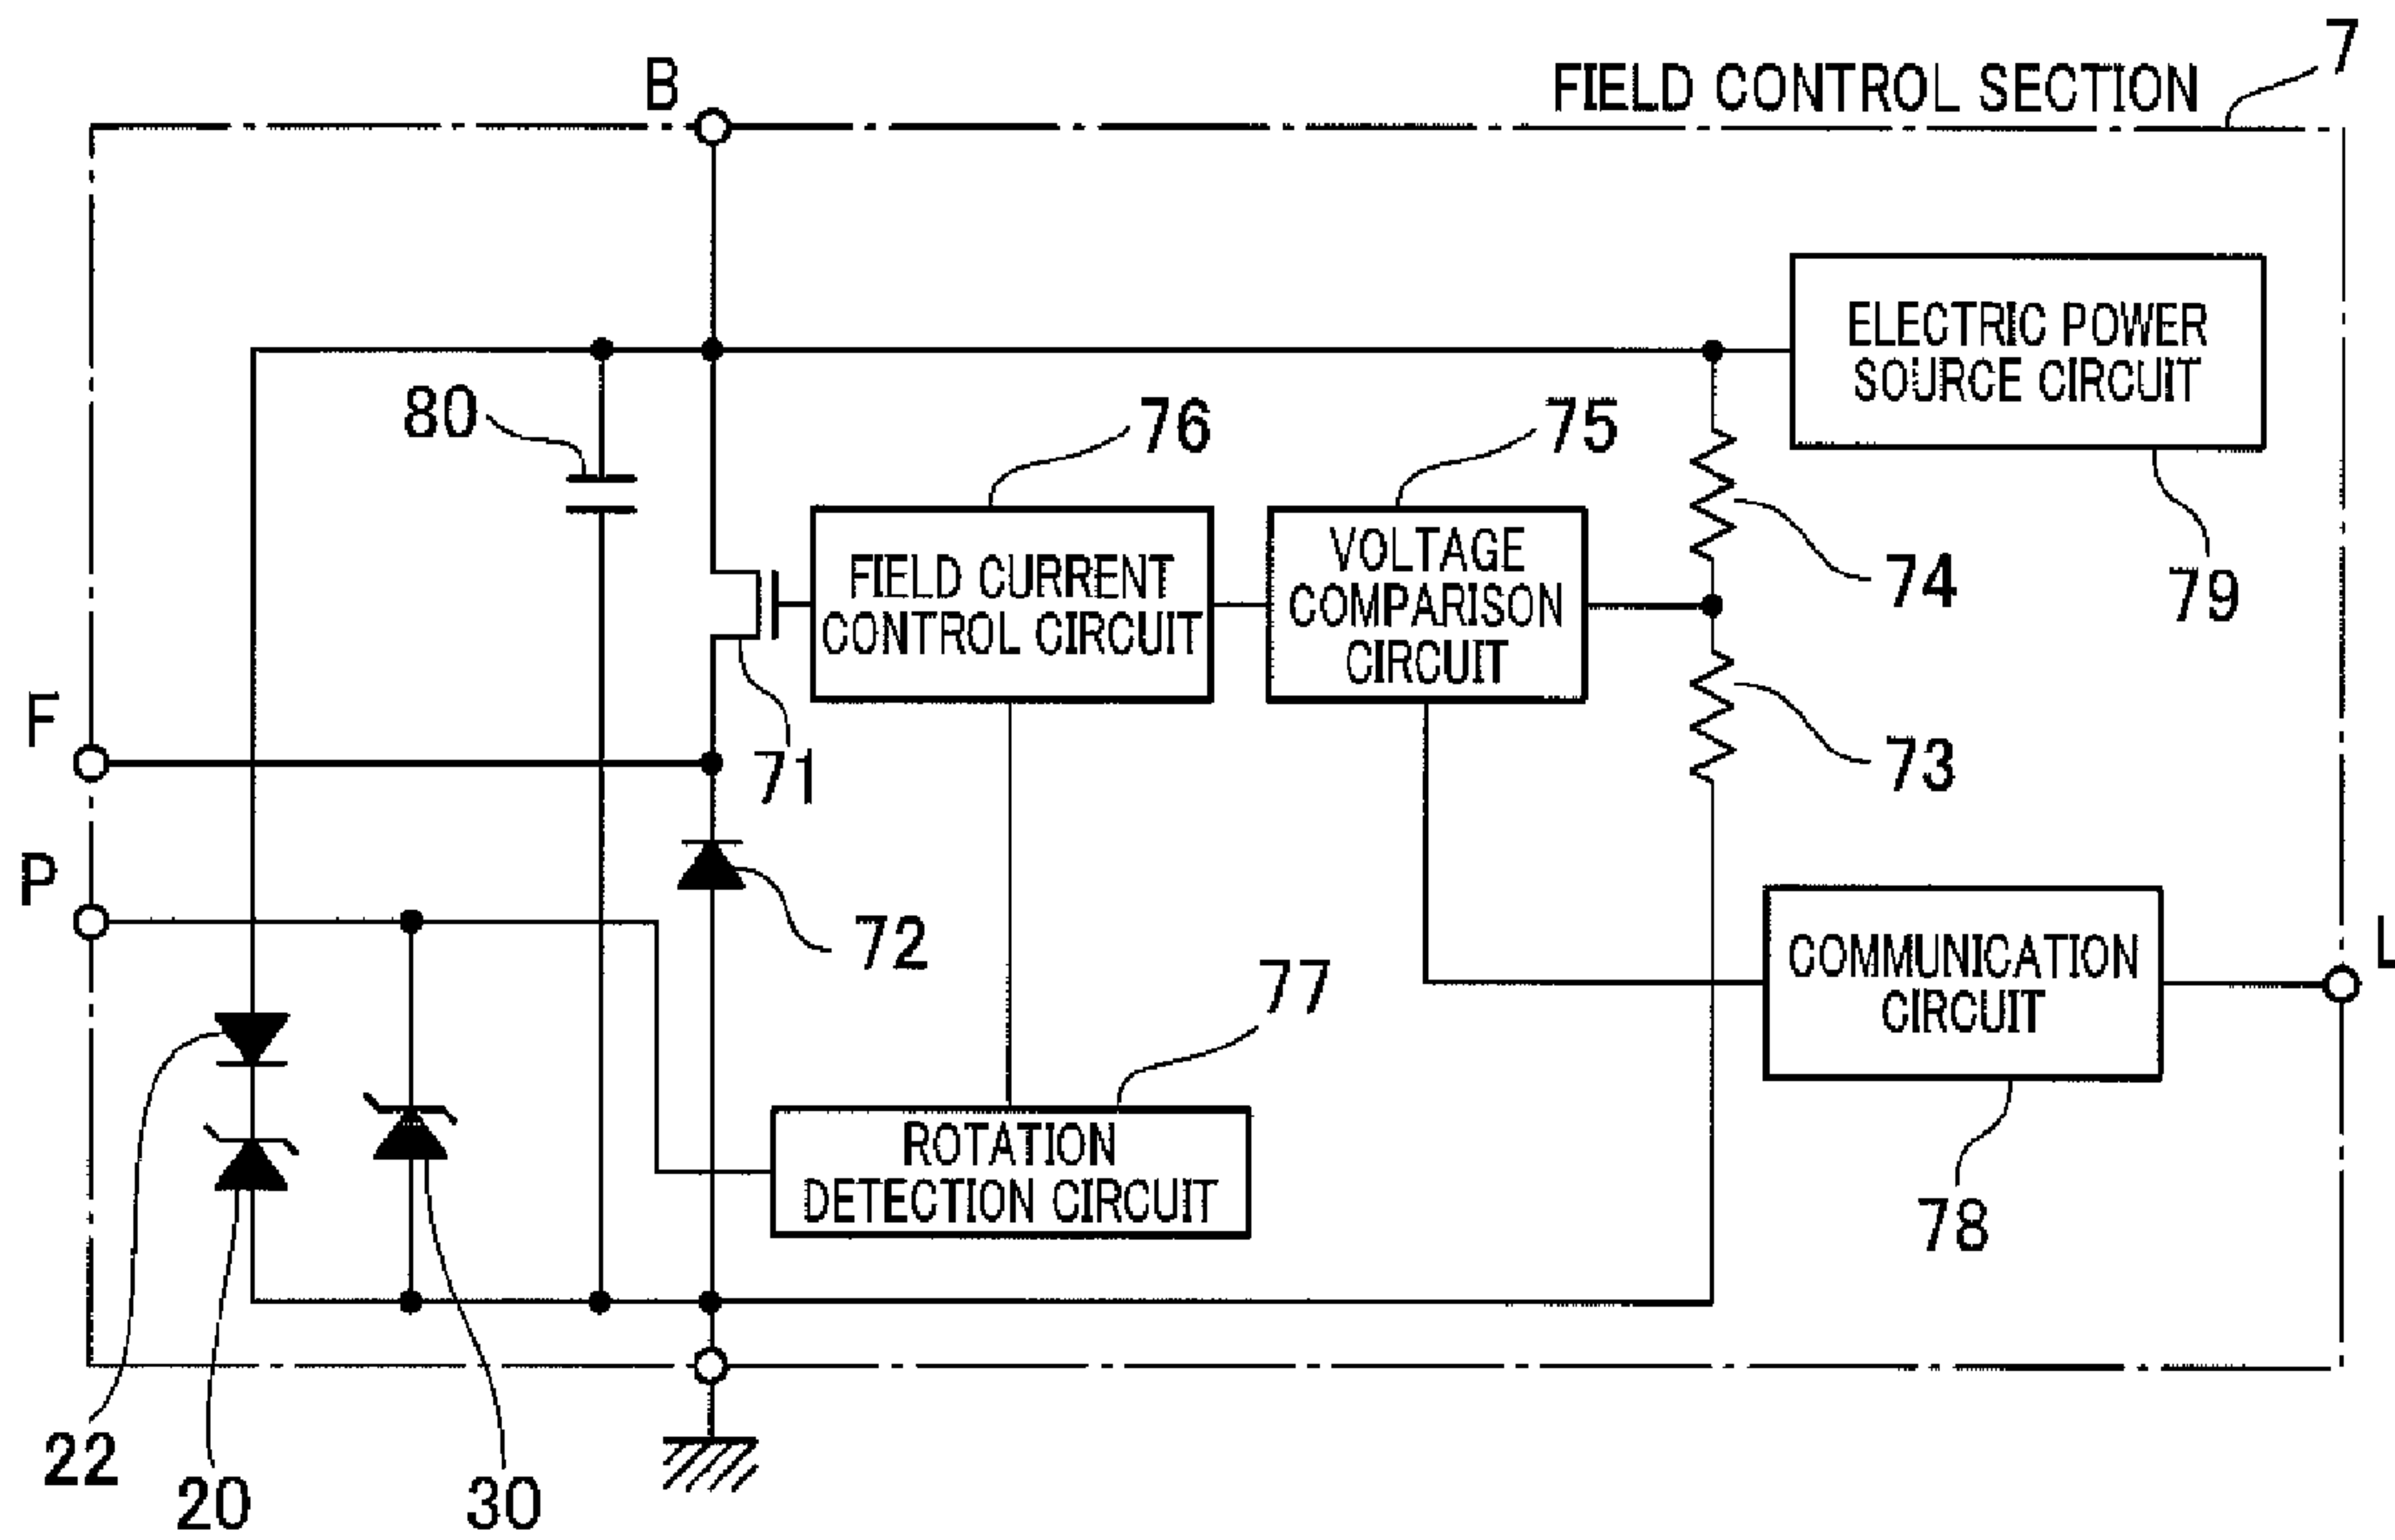 7
B
FIELD CONTROL SECTION
ELECTRIC POWER
SOURCE CIRCUIT
80
76
75
VOLTAGE
COMPARISON
CIRCUIT
FIELD CURRENT
CONTROL CIRCUIT
74
79
F
71
73
P
72
COMMUNICATION
CIRCUIT
L
77
ROTATION
DETECTION CIRCUIT
78
22
20
30